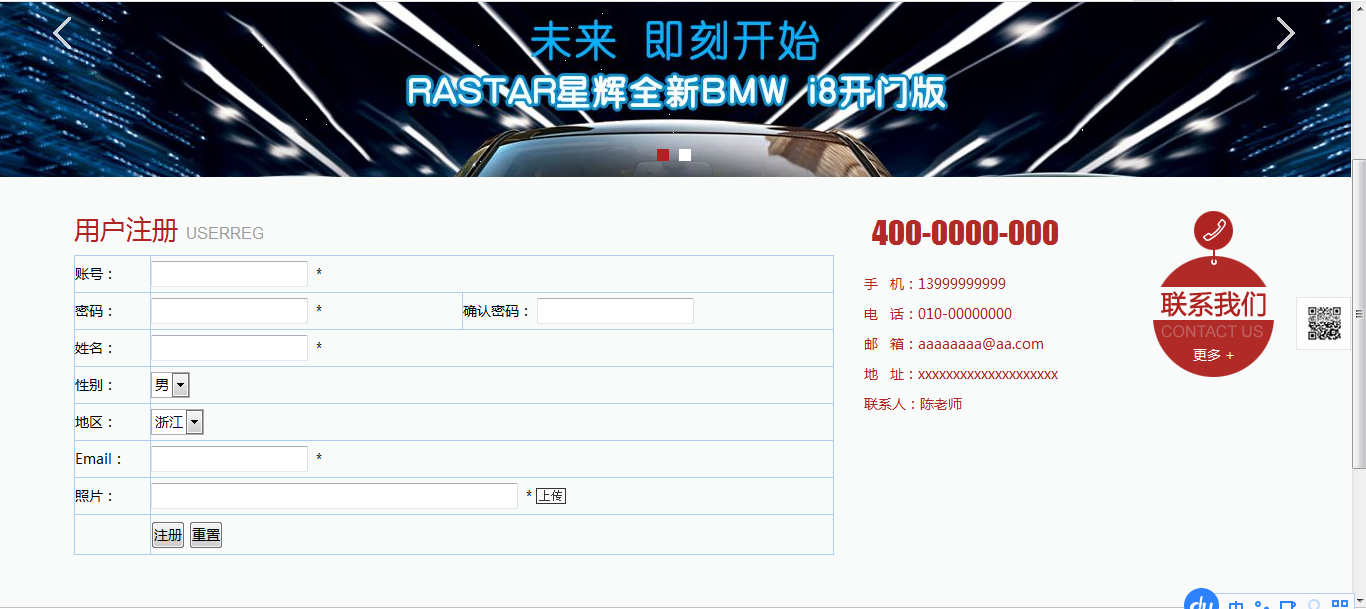 未来 即刻开始
RASTAR星辉全新BMW i8开门版
用户注册 USERREG
账号： *
密码： * 确认密码：
姓名： *
性别： 男
地区： 浙江
Email： *
照片： * 上传
注册 重置
400-0000-000
手 机：13999999999
电 话：010-00000000
邮 箱：aaaaaaaa@aa.com
地 址：xxxxxxxxxxxxxxxxxxxx
联系人：陈老师
联系我们
CONTACT US
更多 +
du 中